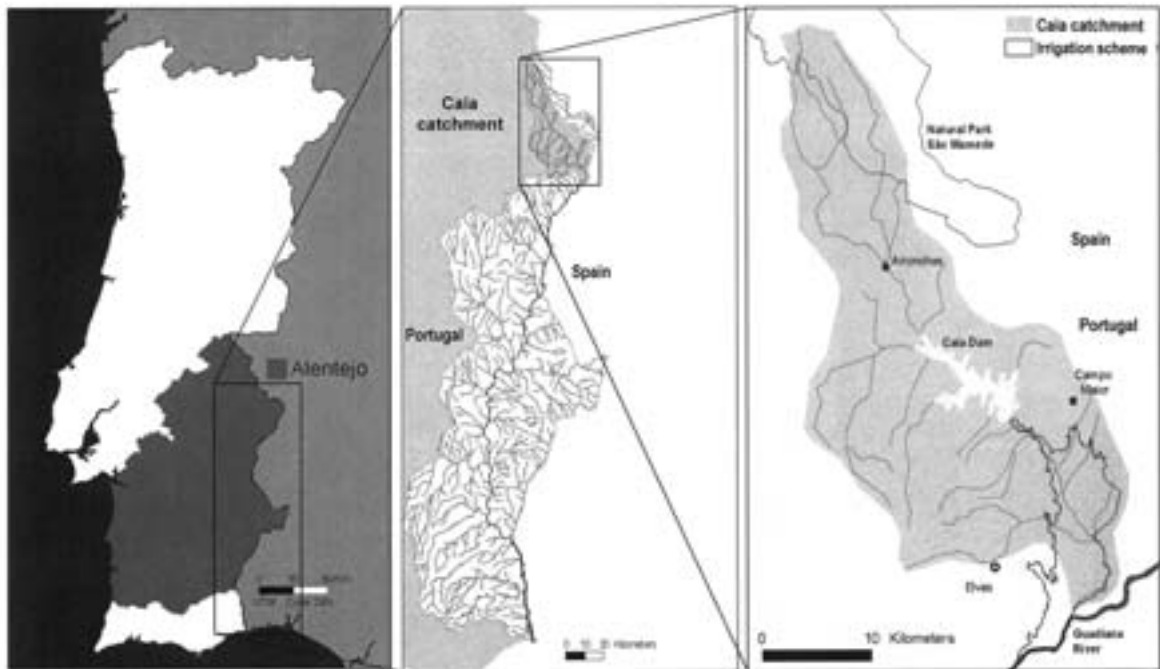 Alentejo
Caia
catchment
Portugal
Spain
Kilometers
Caia catchment
Irrigation scheme
Natural Park
São Mamede
Spain
Arronches
Portugal
Caia Dam
Campo
Maior
Elvas
0 10 Kilometers
Guadiana
River